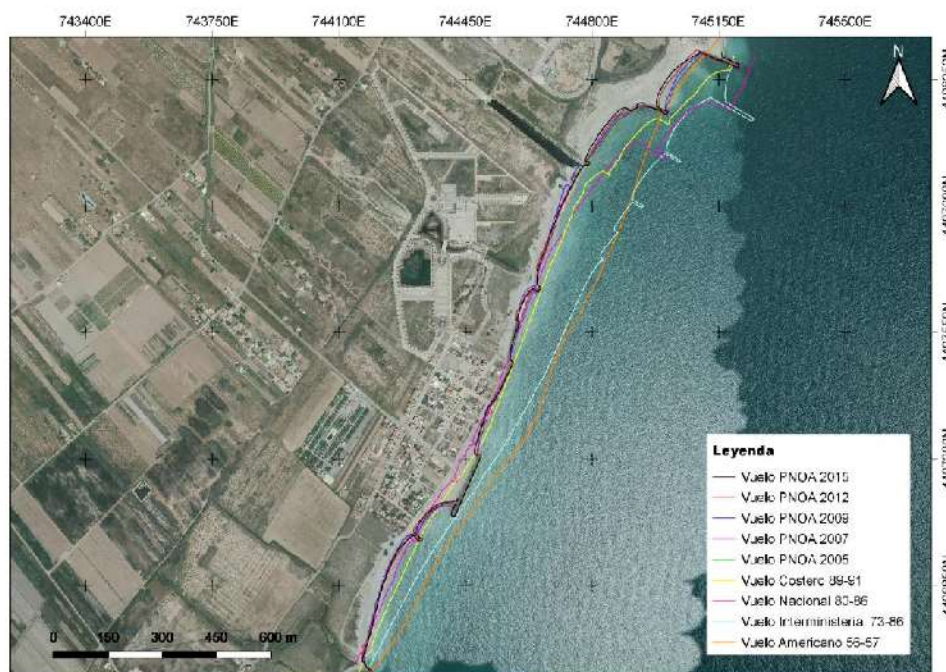 743400E 743750E 744100E 744450E 744800E 745150E 745500E
N
Leyenda
Vuelo PNOA 2015
Vuelo PNOA 2012
Vuelo PNOA 2009
Vuelo PNOA 2007
Vuelo PNOA 2005
Vuelo Costero 89-91
Vuelo Nacional 80-86
Vuelo Interministerial 73-86
Vuelo Americano 56-57
0 150 300 450 600 m